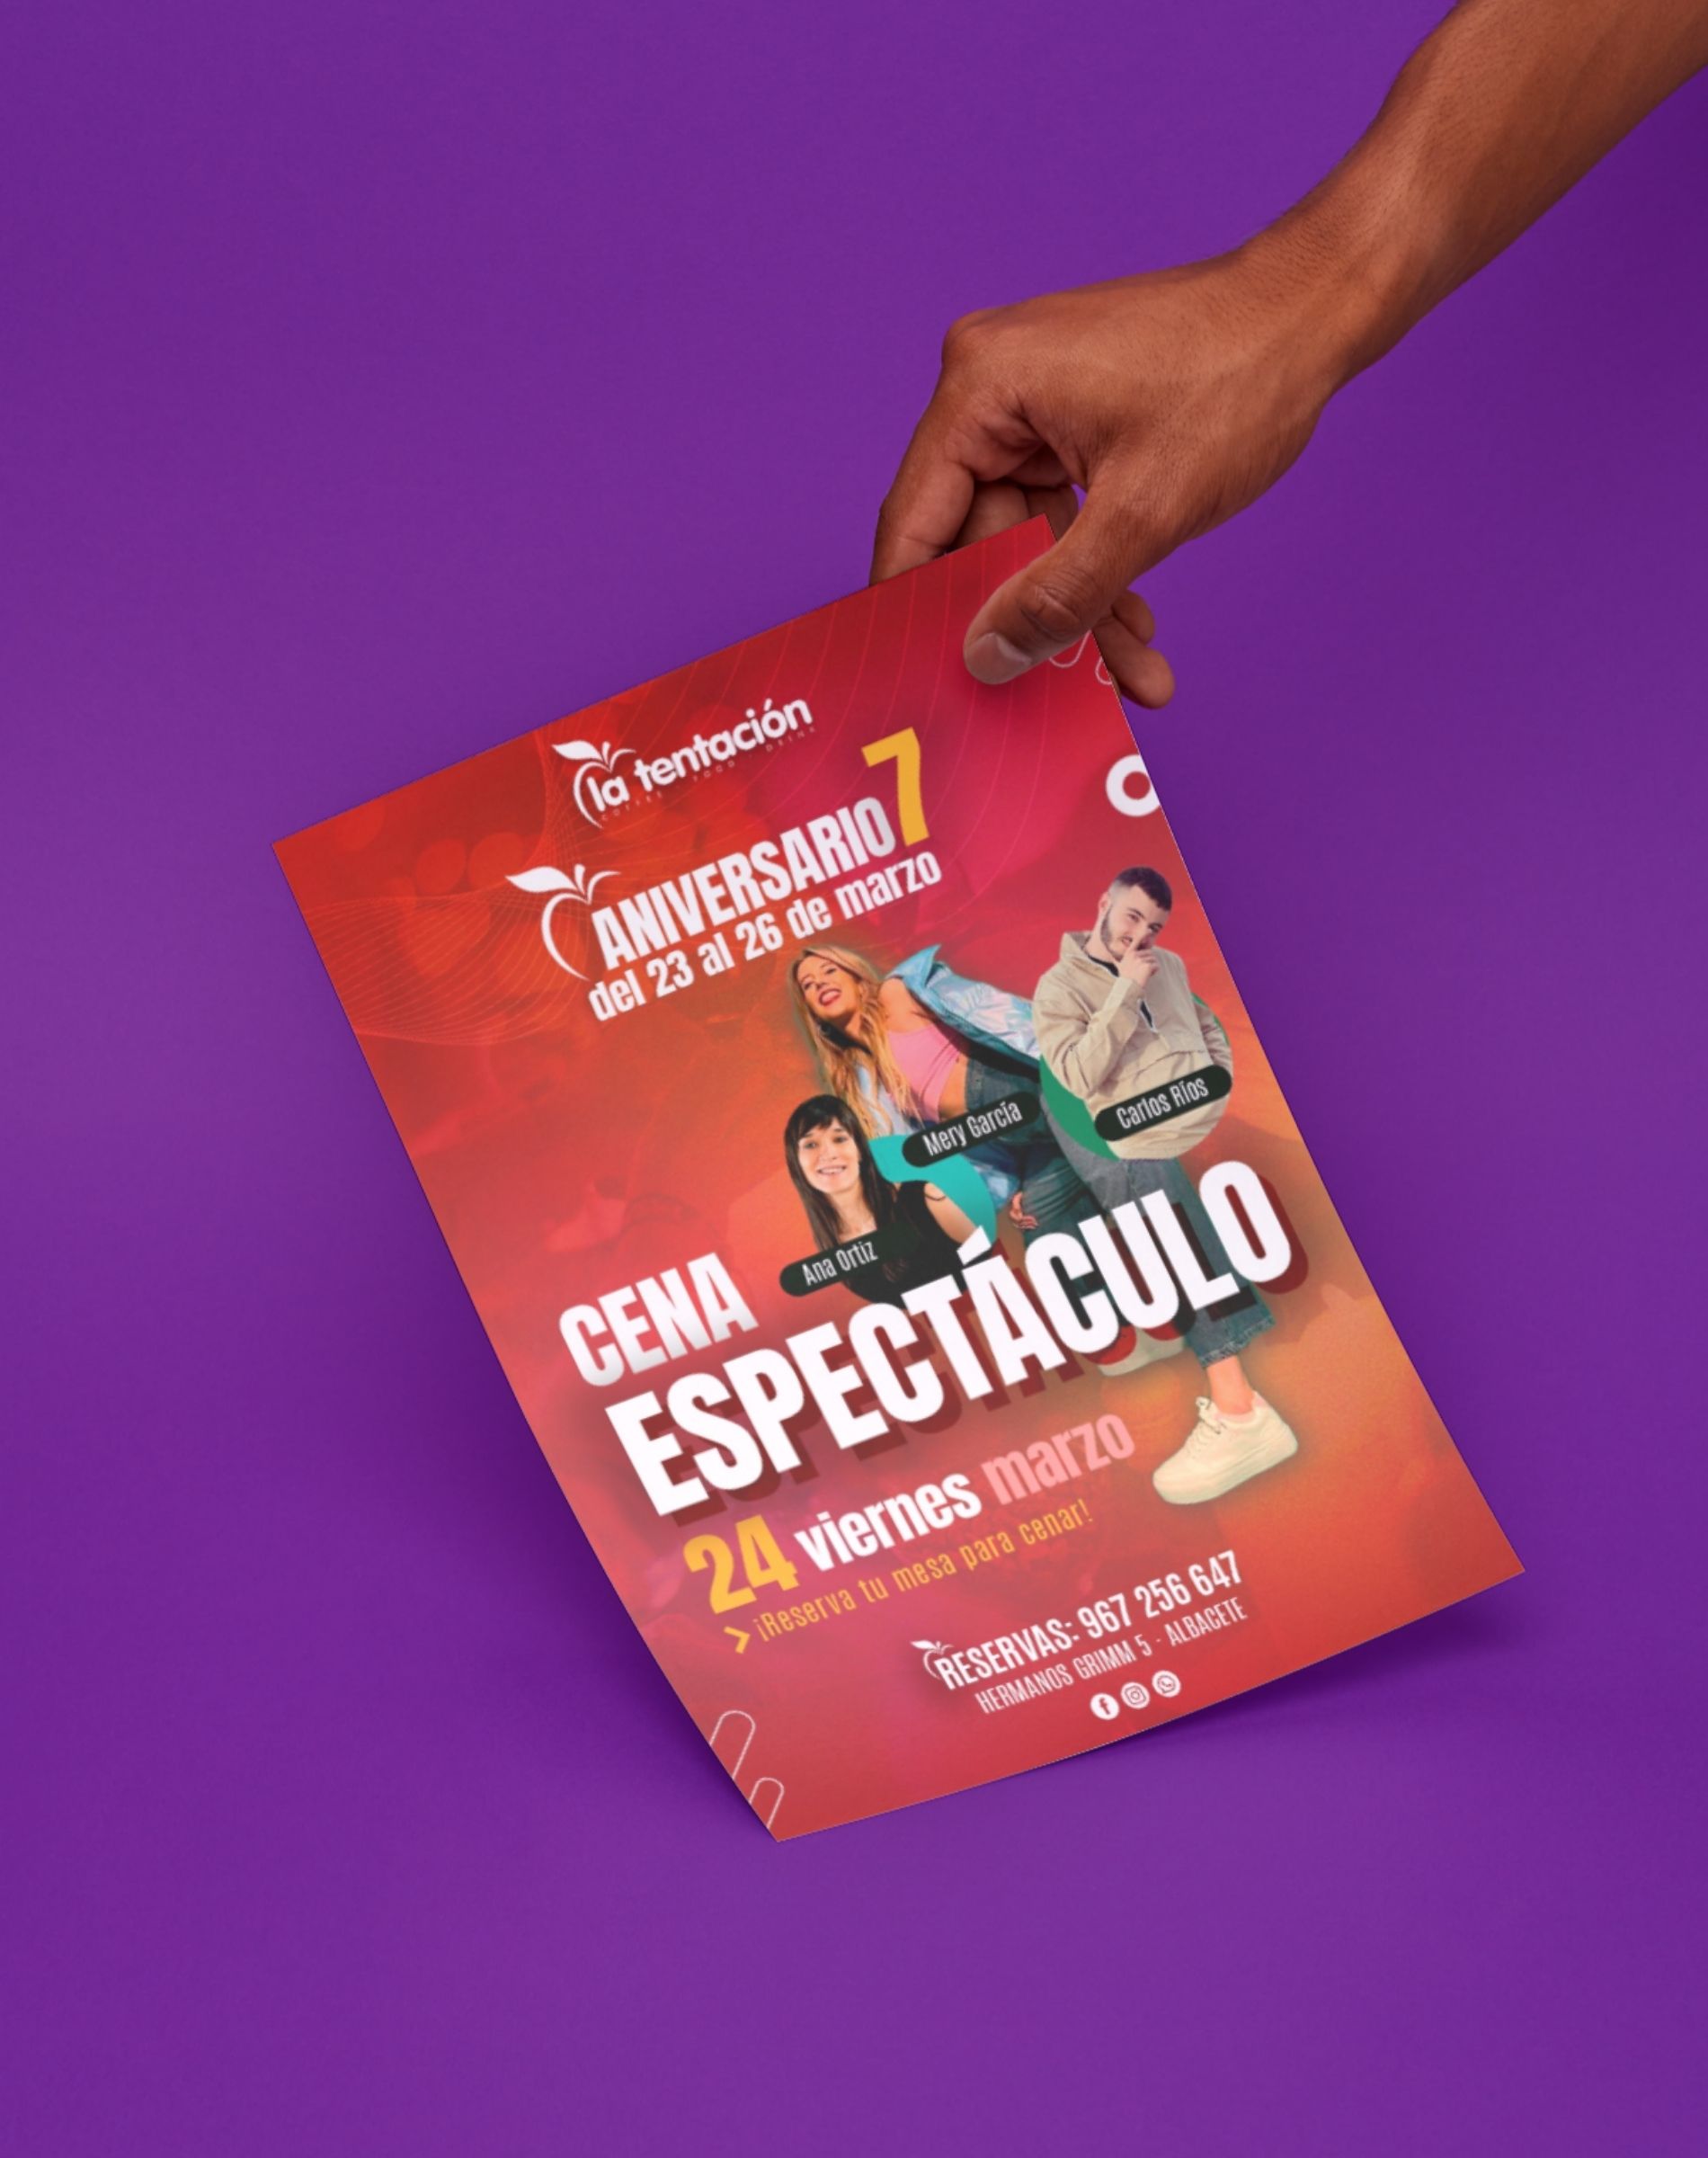 la tentación
COFFEE FOOD DRINK
ANIVERSARIO 7
del 23 al 26 de marzo
Carlos Ríos
Mery García
Ana Ortiz
CENA
ESPECTÁCULO
24 viernes marzo
> ¡Reserva tu mesa para cenar!
RESERVAS: 967 256 647
HERMANOS GRIMM 5 - ALBACETE